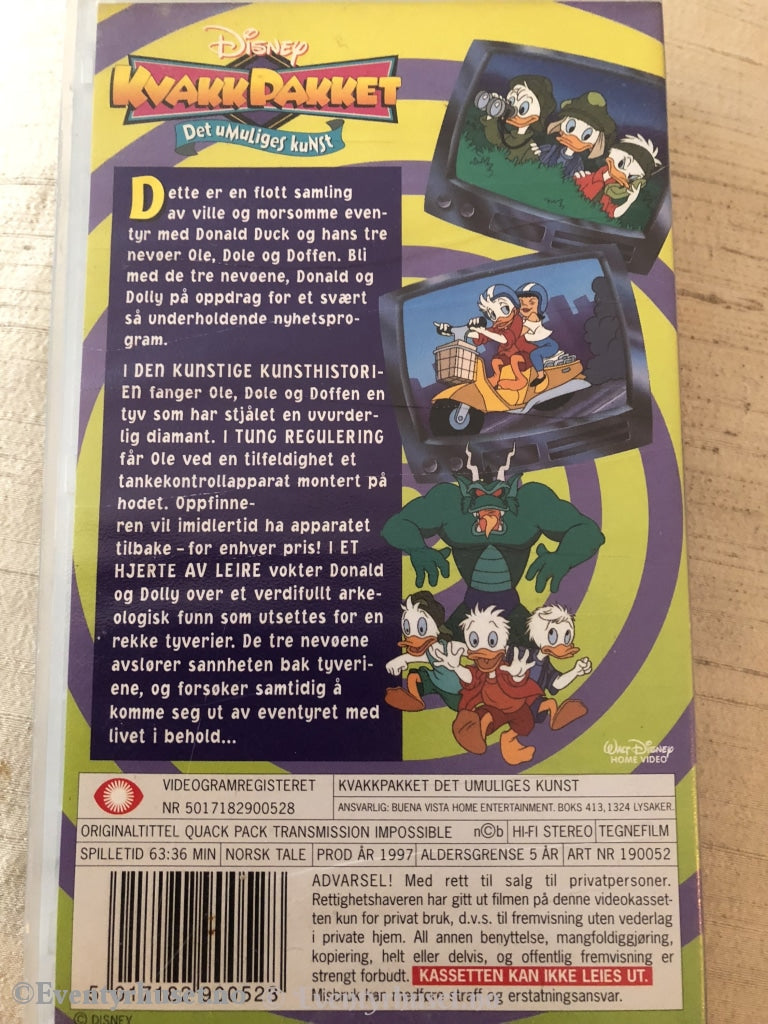 Disney
KVAKKPAKKET
Det uMuLiges kuNst
Dette er en flott samling
av ville og morsomme even-
tyr med Donald Duck og hans tre
nevøer Ole, Dole og Doffen. Bli
med de tre nevøene, Donald og
Dolly på oppdrag for et svært
så underholdende nyhetspro-
gram.
I DEN KUNSTIGE KUNSTHISTORI-
EN fanger Ole, Dole og Doffen en
tyv som har stjålet en uvurder-
lig diamant. I TUNG REGULERING
får Ole ved en tilfeldighet et
tankekontrollapparat montert på
hodet. Oppfinne-
ren vil imidlertid ha apparatet
tilbake – for enhver pris! I ET
HJERTE AV LEIRE vokter Donald
og Dolly over et verdifullt arke-
ologisk funn som utsettes for en
rekke tyverier. De tre nevøene
avslører sannheten bak tyveri-
ene, og forsøker samtidig å
komme seg ut av eventyret med
livet i behold...
WALT DISNEY
HOME VIDEO
VIDEOGRAMREGISTERET
NR 5017182900528
KVAKKPAKKET DET UMULIGES KUNST
ANSVARLIG: BUENA VISTA HOME ENTERTAINMENT. BOKS 413, 1324 LYSAKER.
ORIGINALTITTEL QUACK PACK TRANSMISSION IMPOSSIBLE n©b HI-FI STEREO TEGNEFILM
SPILLETID 63:36 MIN NORSK TALE PROD ÅR 1997 ALDERSGRENSE 5 ÅR ART NR 190052
ADVARSEL! Med rett til salg til privatpersoner.
Rettighetshaveren har gitt ut filmen på denne videokasset-
ten kun for privat bruk, d.v.s. til fremvisning uten vederlag
i private hjem. All annen benyttelse, mangfoldiggjøring,
kopiering, helt eller delvis, og offentlig fremvisning er
strengt forbudt. KASSETTEN KAN IKKE LEIES UT.
Misbruk kan medføre straff og erstatningsansvar.
5 017182 900528
©Eventyrhuset.no
© DISNEY